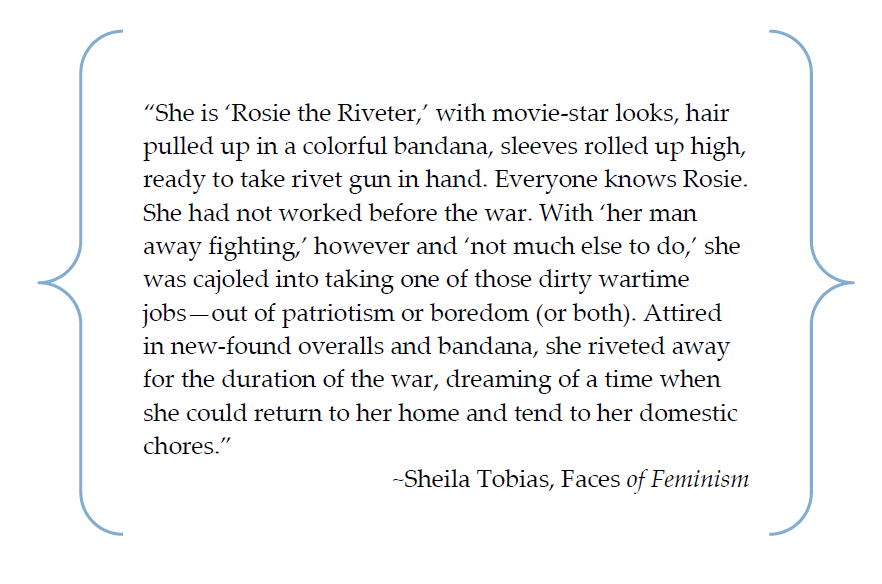 “She is ‘Rosie the Riveter,’ with movie-star looks, hair
pulled up in a colorful bandana, sleeves rolled up high,
ready to take rivet gun in hand. Everyone knows Rosie.
She had not worked before the war. With ‘her man
away fighting,’ however and ‘not much else to do,’ she
was cajoled into taking one of those dirty wartime
jobs—out of patriotism or boredom (or both). Attired
in new-found overalls and bandana, she riveted away
for the duration of the war, dreaming of a time when
she could return to her home and tend to her domestic
chores.”
~Sheila Tobias, Faces of Feminism